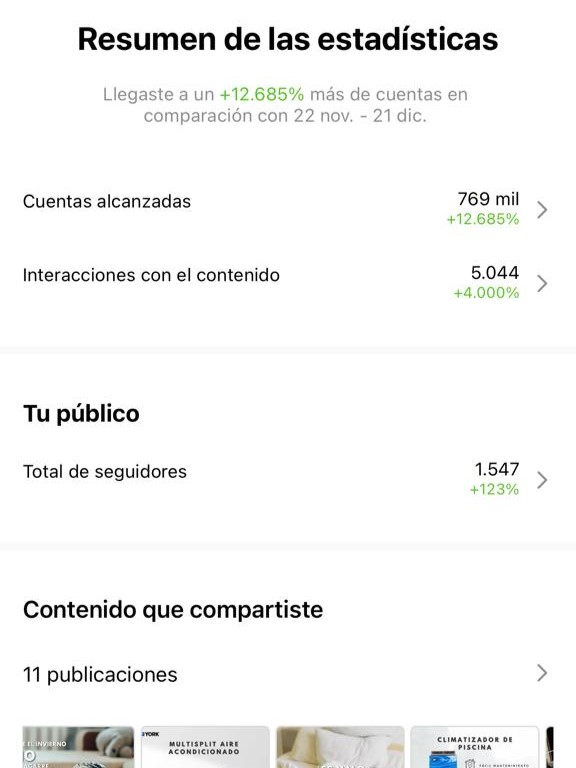 Resumen de las estadísticas
Llegaste a un +12.685% más de cuentas en
comparación con 22 nov. - 21 dic.
Cuentas alcanzadas
769 mil
+12.685%
Interacciones con el contenido
5.044
+4.000%
Tu público
Total de seguidores
1.547
+123%
Contenido que compartiste
11 publicaciones
EL INVIERNO
YORK
MULTISPLIT AIRE
ACONDICIONADO
CLIMATIZADOR DE
PISCINA
FÁCIL MANTENIMIENTO